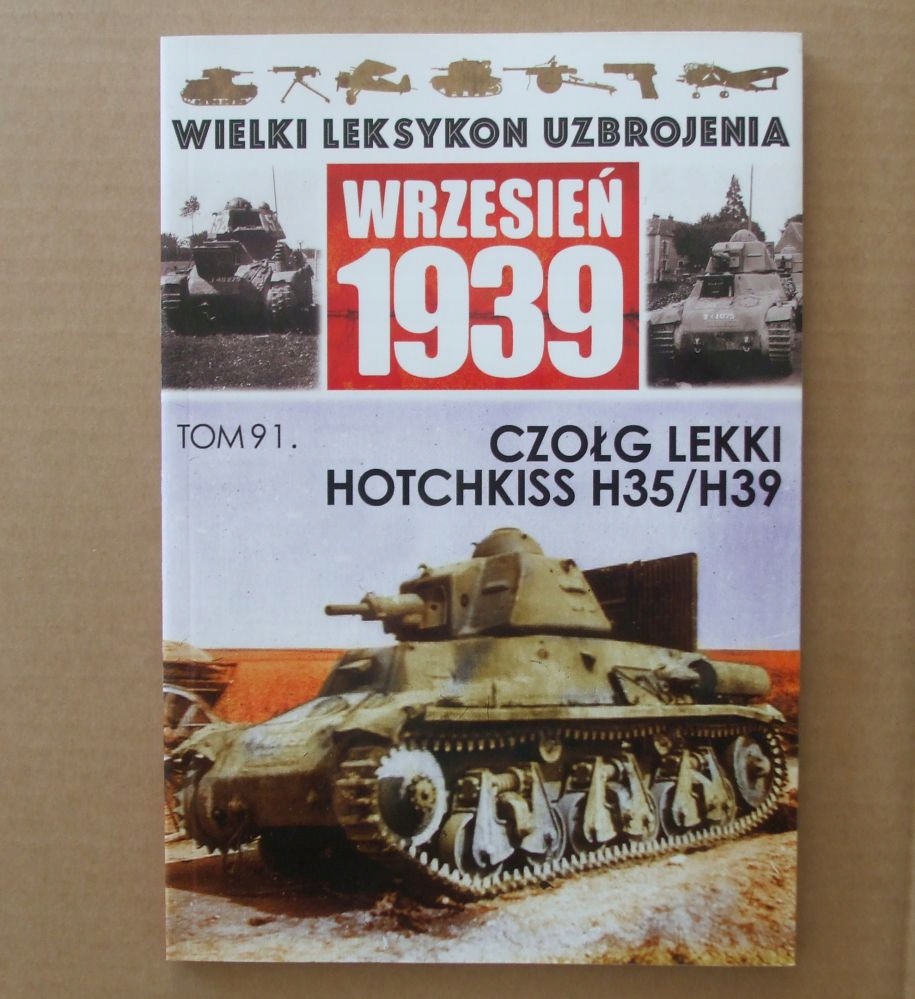 WIELKI LEKSYKON UZBROJENIA
WRZESIEŃ
1939
TOM 91.
CZOŁG LEKKI
HOTCHKISS H35/H39